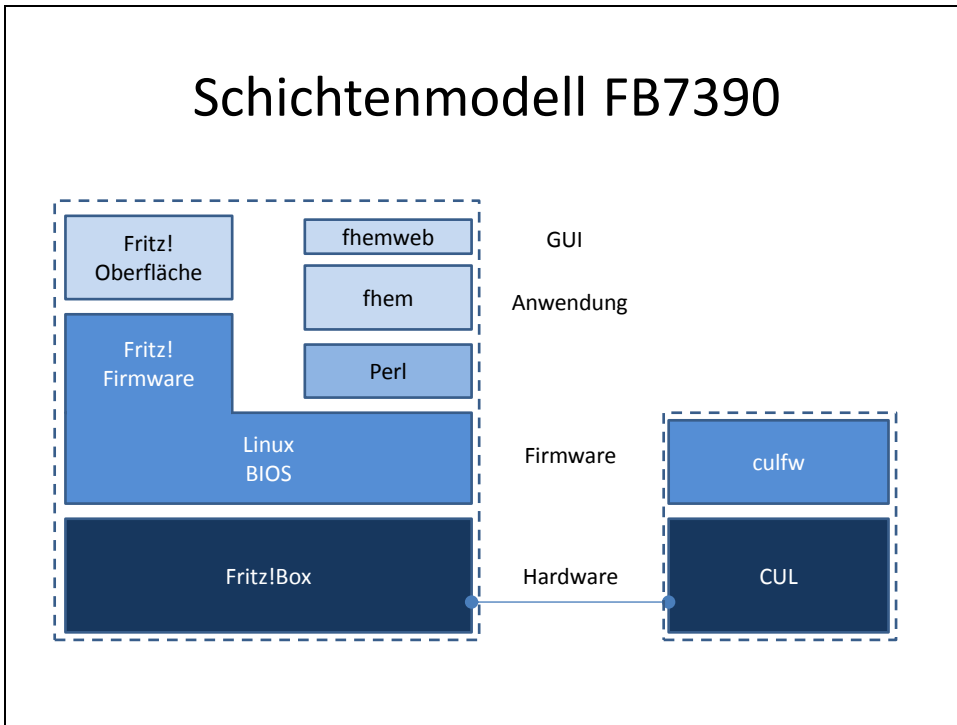 Schichtenmodell FB7390
Fritz!
Oberfläche
fhemweb
GUI
fhem
Anwendung
Fritz!
Firmware
Perl
Linux
BIOS
Firmware
culfw
Fritz!Box
Hardware
CUL